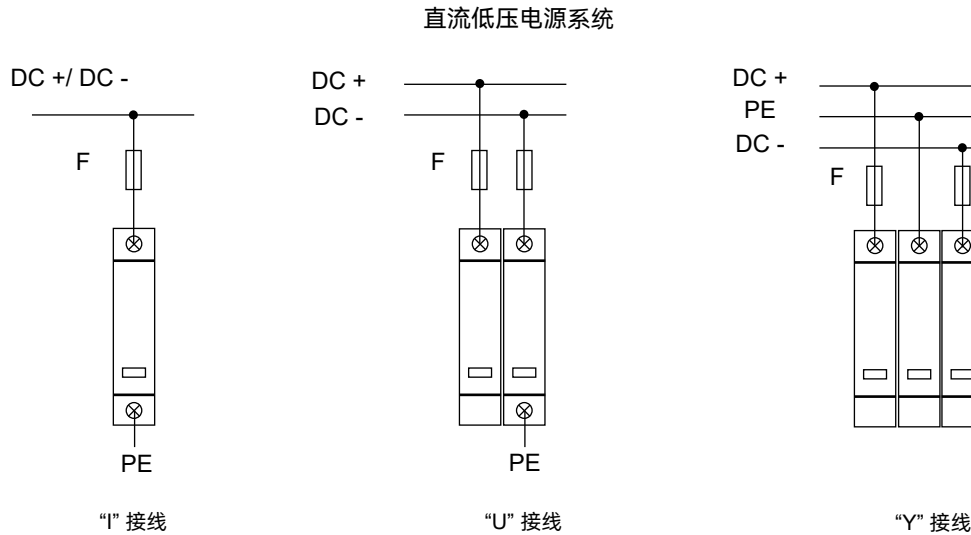 直流低压电源系统
DC +/ DC -
F
PE
“I” 接线
DC +
DC -
F
PE
“U” 接线
DC +
PE
DC -
F
“Y” 接线